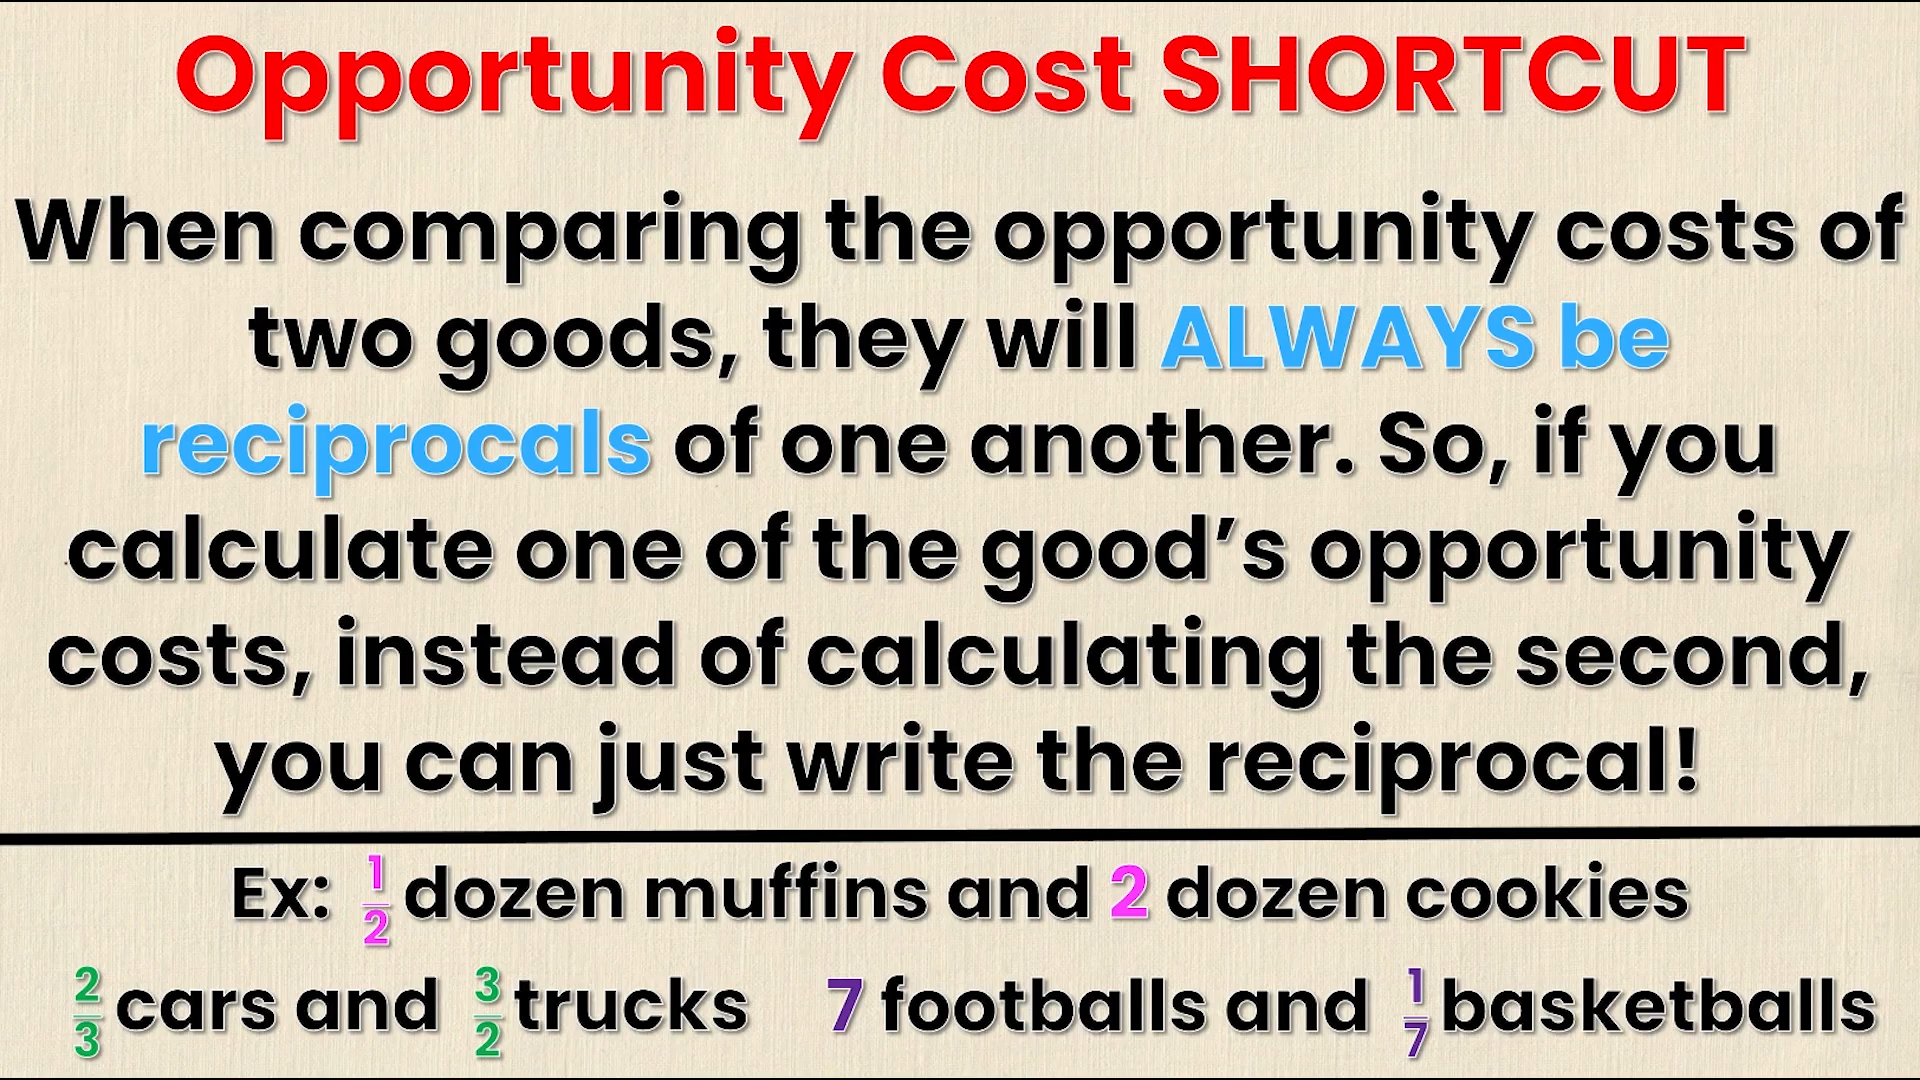 Opportunity Cost SHORTCUT
When comparing the opportunity costs of
two goods, they will ALWAYS be
reciprocals of one another. So, if you
calculate one of the good’s opportunity
costs, instead of calculating the second,
you can just write the reciprocal!
Ex: 1/2 dozen muffins and 2 dozen cookies
2/3 cars and 3/2 trucks 7 footballs and 1/7 basketballs